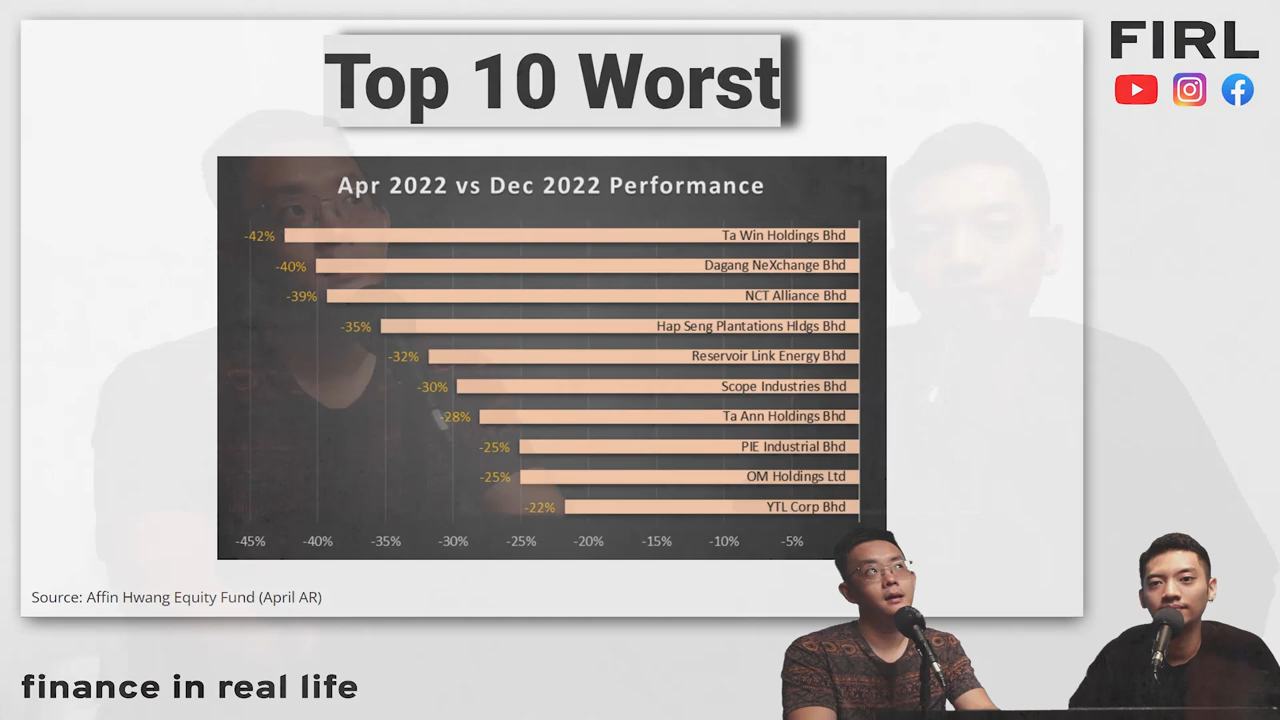 FIRL
Top 10 Worst
Apr 2022 vs Dec 2022 Performance
-42% Ta Win Holdings Bhd
-40% Dagang NeXchange Bhd
-39% NCT Alliance Bhd
-35% Hap Seng Plantations Hldgs Bhd
-32% Reservoir Link Energy Bhd
-30% Scope Industries Bhd
-28% Ta Ann Holdings Bhd
-25% PIE Industrial Bhd
-25% OM Holdings Ltd
-22% YTL Corp Bhd
-45% -40% -35% -30% -25% -20% -15% -10% -5%
Source: Affin Hwang Equity Fund (April AR)
finance in real life